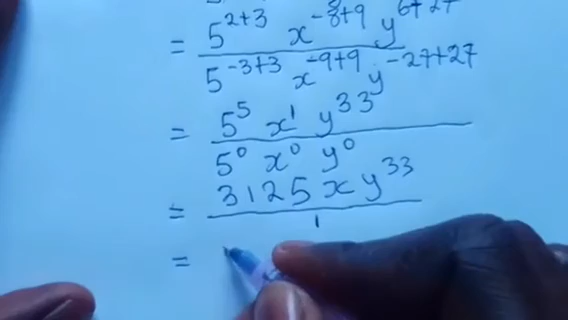 = 5^{2+3} x^{-8+9} y^{6+27} / 5^{-3+3} x^{-9+9} y^{-27+27}
= 5^5 x^1 y^{33} / 5^0 x^0 y^0
= 3125 x y^{33} / 1
=